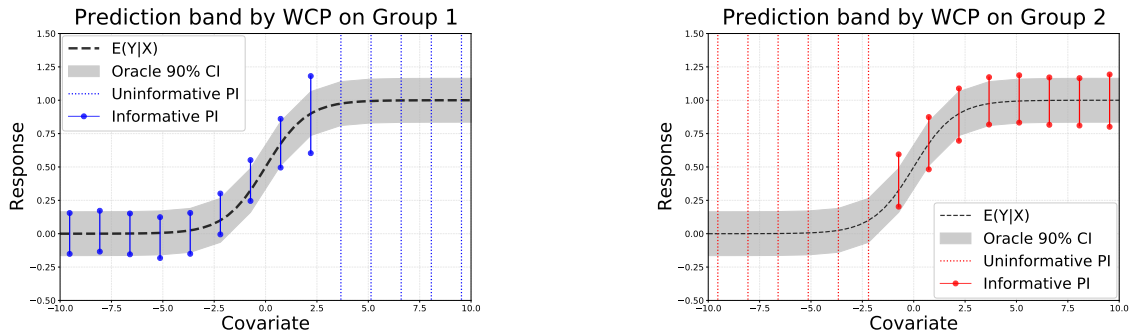 Prediction band by WCP on Group 1
1.50
1.25
1.00
0.75
0.50
0.25
0.00
−0.25
−0.50
Response
E(Y|X)
Oracle 90% CI
Uninformative PI
Informative PI
−10.0 −7.5 −5.0 −2.5 0.0 2.5 5.0 7.5 10.0
Covariate
Prediction band by WCP on Group 2
1.50
1.25
1.00
0.75
0.50
0.25
0.00
−0.25
−0.50
Response
E(Y|X)
Oracle 90% CI
Uninformative PI
Informative PI
−10.0 −7.5 −5.0 −2.5 0.0 2.5 5.0 7.5 10.0
Covariate